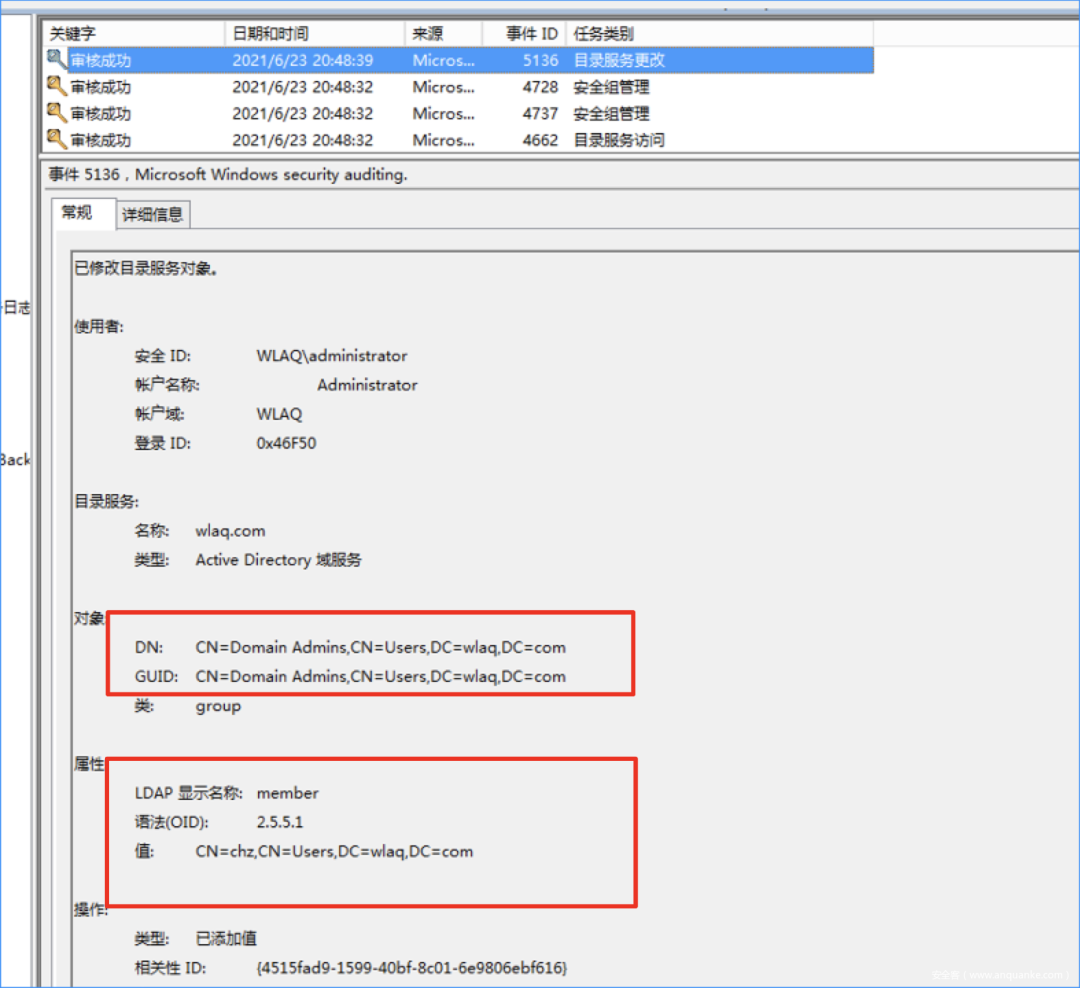 关键字 日期和时间 来源 事件 ID 任务类别
审核成功 2021/6/23 20:48:39 Micros... 5136 目录服务更改
审核成功 2021/6/23 20:48:32 Micros... 4728 安全组管理
审核成功 2021/6/23 20:48:32 Micros... 4737 安全组管理
审核成功 2021/6/23 20:48:32 Micros... 4662 目录服务访问
事件 5136，Microsoft Windows security auditing.
常规 详细信息
已修改目录服务对象。
日志
使用者:
安全 ID: WLAQ\administrator
帐户名称: Administrator
帐户域: WLAQ
登录 ID: 0x46F50
Back
目录服务:
名称: wlaq.com
类型: Active Directory 域服务
对象
DN: CN=Domain Admins,CN=Users,DC=wlaq,DC=com
GUID: CN=Domain Admins,CN=Users,DC=wlaq,DC=com
类: group
属性
LDAP 显示名称: member
语法(OID): 2.5.5.1
值: CN=chz,CN=Users,DC=wlaq,DC=com
操作:
类型: 已添加值
相关性 ID: {4515fad9-1599-40bf-8c01-6e9806ebf616}
安全客（www.anquanke.com）